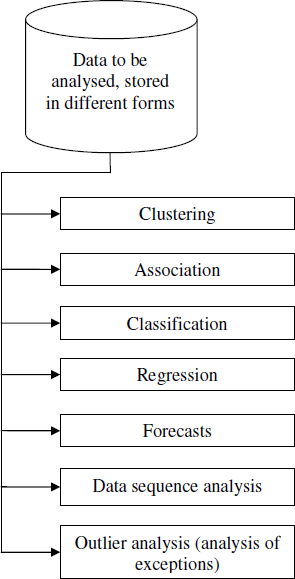 Data to be
analysed, stored
in different forms
Clustering
Association
Classification
Regression
Forecasts
Data sequence analysis
Outlier analysis (analysis of
exceptions)